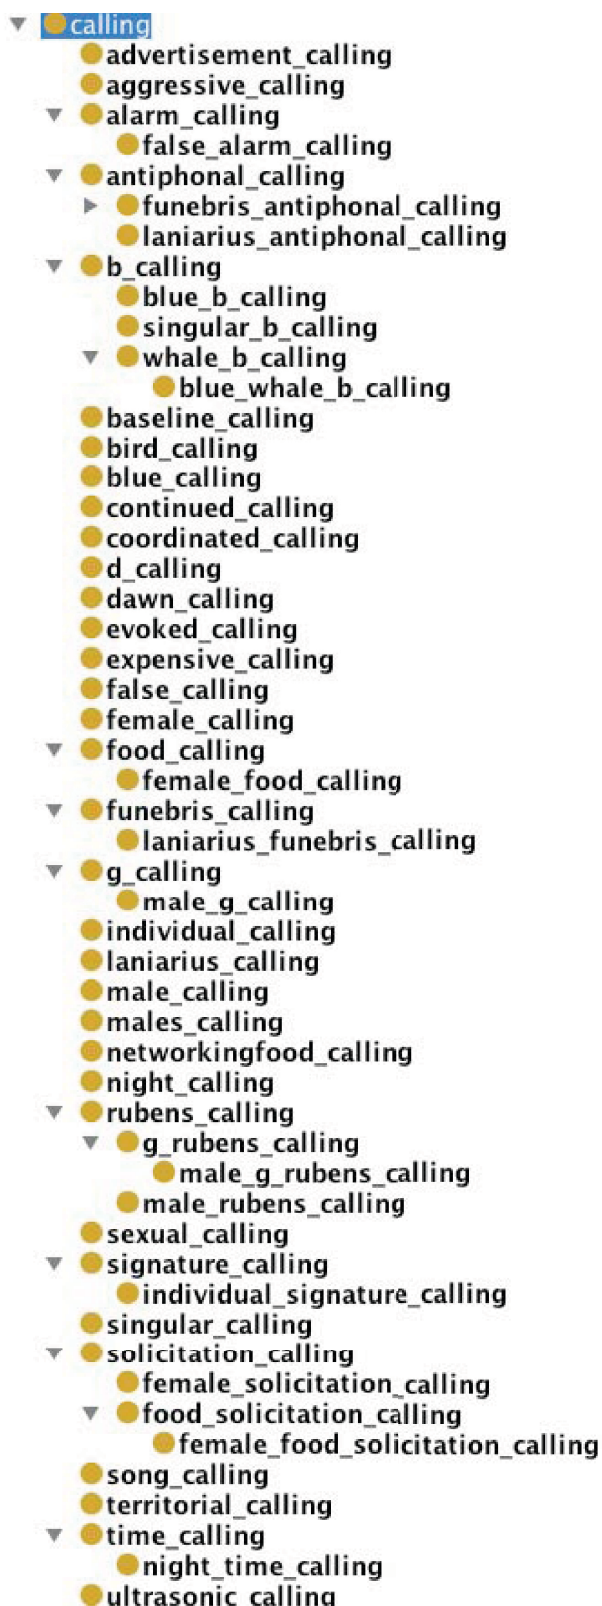 calling
advertisement_calling
aggressive_calling
alarm_calling
false_alarm_calling
antiphonal_calling
funebris_antiphonal_calling
laniarius_antiphonal_calling
b_calling
blue_b_calling
singular_b_calling
whale_b_calling
blue_whale_b_calling
baseline_calling
bird_calling
blue_calling
continued_calling
coordinated_calling
d_calling
dawn_calling
evoked_calling
expensive_calling
false_calling
female_calling
food_calling
female_food_calling
funebris_calling
laniarius_funebris_calling
g_calling
male_g_calling
individual_calling
laniarius_calling
male_calling
males_calling
networkingfood_calling
night_calling
rubens_calling
g_rubens_calling
male_g_rubens_calling
male_rubens_calling
sexual_calling
signature_calling
individual_signature_calling
singular_calling
solicitation_calling
female_solicitation_calling
food_solicitation_calling
female_food_solicitation_calling
song_calling
territorial_calling
time_calling
night_time_calling
ultrasonic_calling